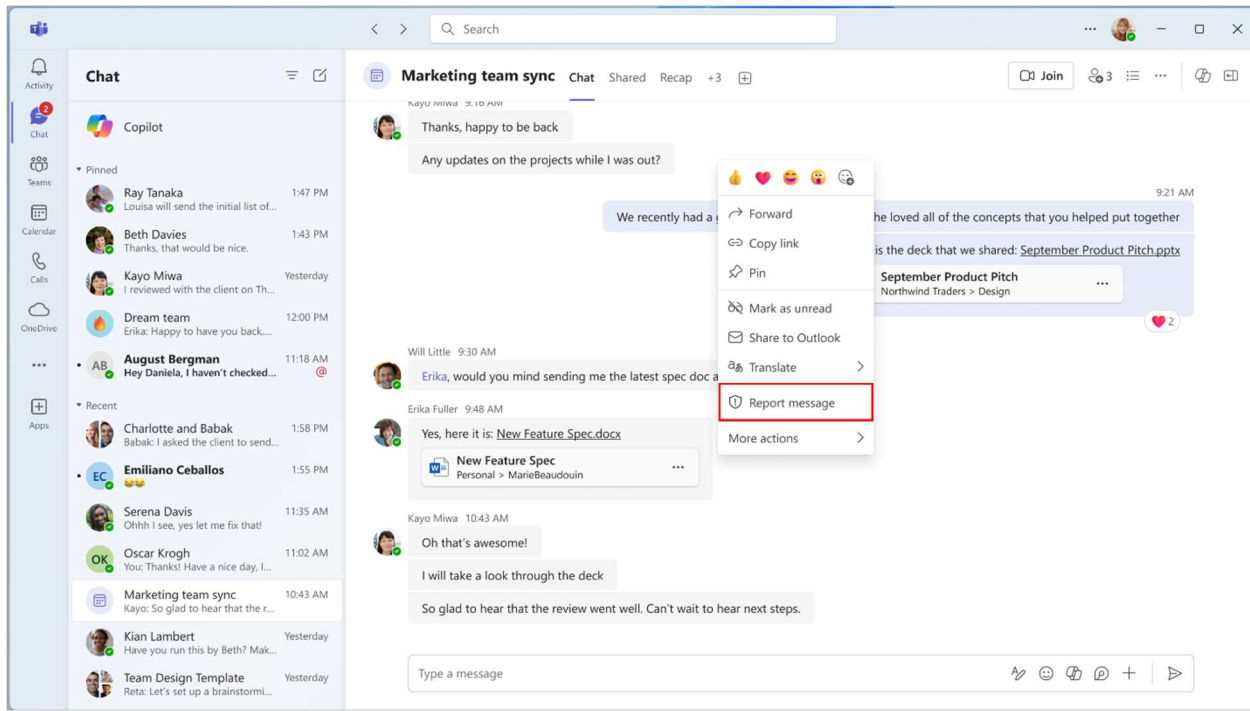 Search
Activity
2
Chat
Teams
Calendar
Calls
OneDrive
Apps
Chat
Copilot
Pinned
Ray Tanaka 1:47 PM
Louisa will send the initial list of...
Beth Davies 1:43 PM
Thanks, that would be nice.
Kayo Miwa Yesterday
I reviewed with the client on Th...
Dream team 12:00 PM
Erika: Happy to have you back,...
AB August Bergman 11:18 AM
Hey Daniela, I haven't checked... @
Recent
Charlotte and Babak 1:58 PM
Babak: I asked the client to send...
EC Emiliano Ceballos 1:55 PM
Serena Davis 11:35 AM
Ohhh I see, yes let me fix that!
OK Oscar Krogh 11:02 AM
You: Thanks! Have a nice day, I...
Marketing team sync 10:43 AM
Kayo: So glad to hear that the r...
Kian Lambert Yesterday
Have you run this by Beth? Mak...
Team Design Template Yesterday
Reta: Let's set up a brainstormi...
Marketing team sync Chat Shared Recap +3 Join 3
Kayo Miwa 9:16 AM
Thanks, happy to be back
Any updates on the projects while I was out?
9:21 AM
We recently had a he loved all of the concepts that you helped put together
is the deck that we shared: September Product Pitch.pptx
September Product Pitch
Northwind Traders > Design
2
Forward
Copy link
Pin
Mark as unread
Share to Outlook
Translate
Report message
More actions
Will Little 9:30 AM
Erika, would you mind sending me the latest spec doc a
Erika Fuller 9:48 AM
Yes, here it is: New Feature Spec.docx
New Feature Spec
Personal > MarieBeaudouin
Kayo Miwa 10:43 AM
Oh that's awesome!
I will take a look through the deck
So glad to hear that the review went well. Can't wait to hear next steps.
Type a message